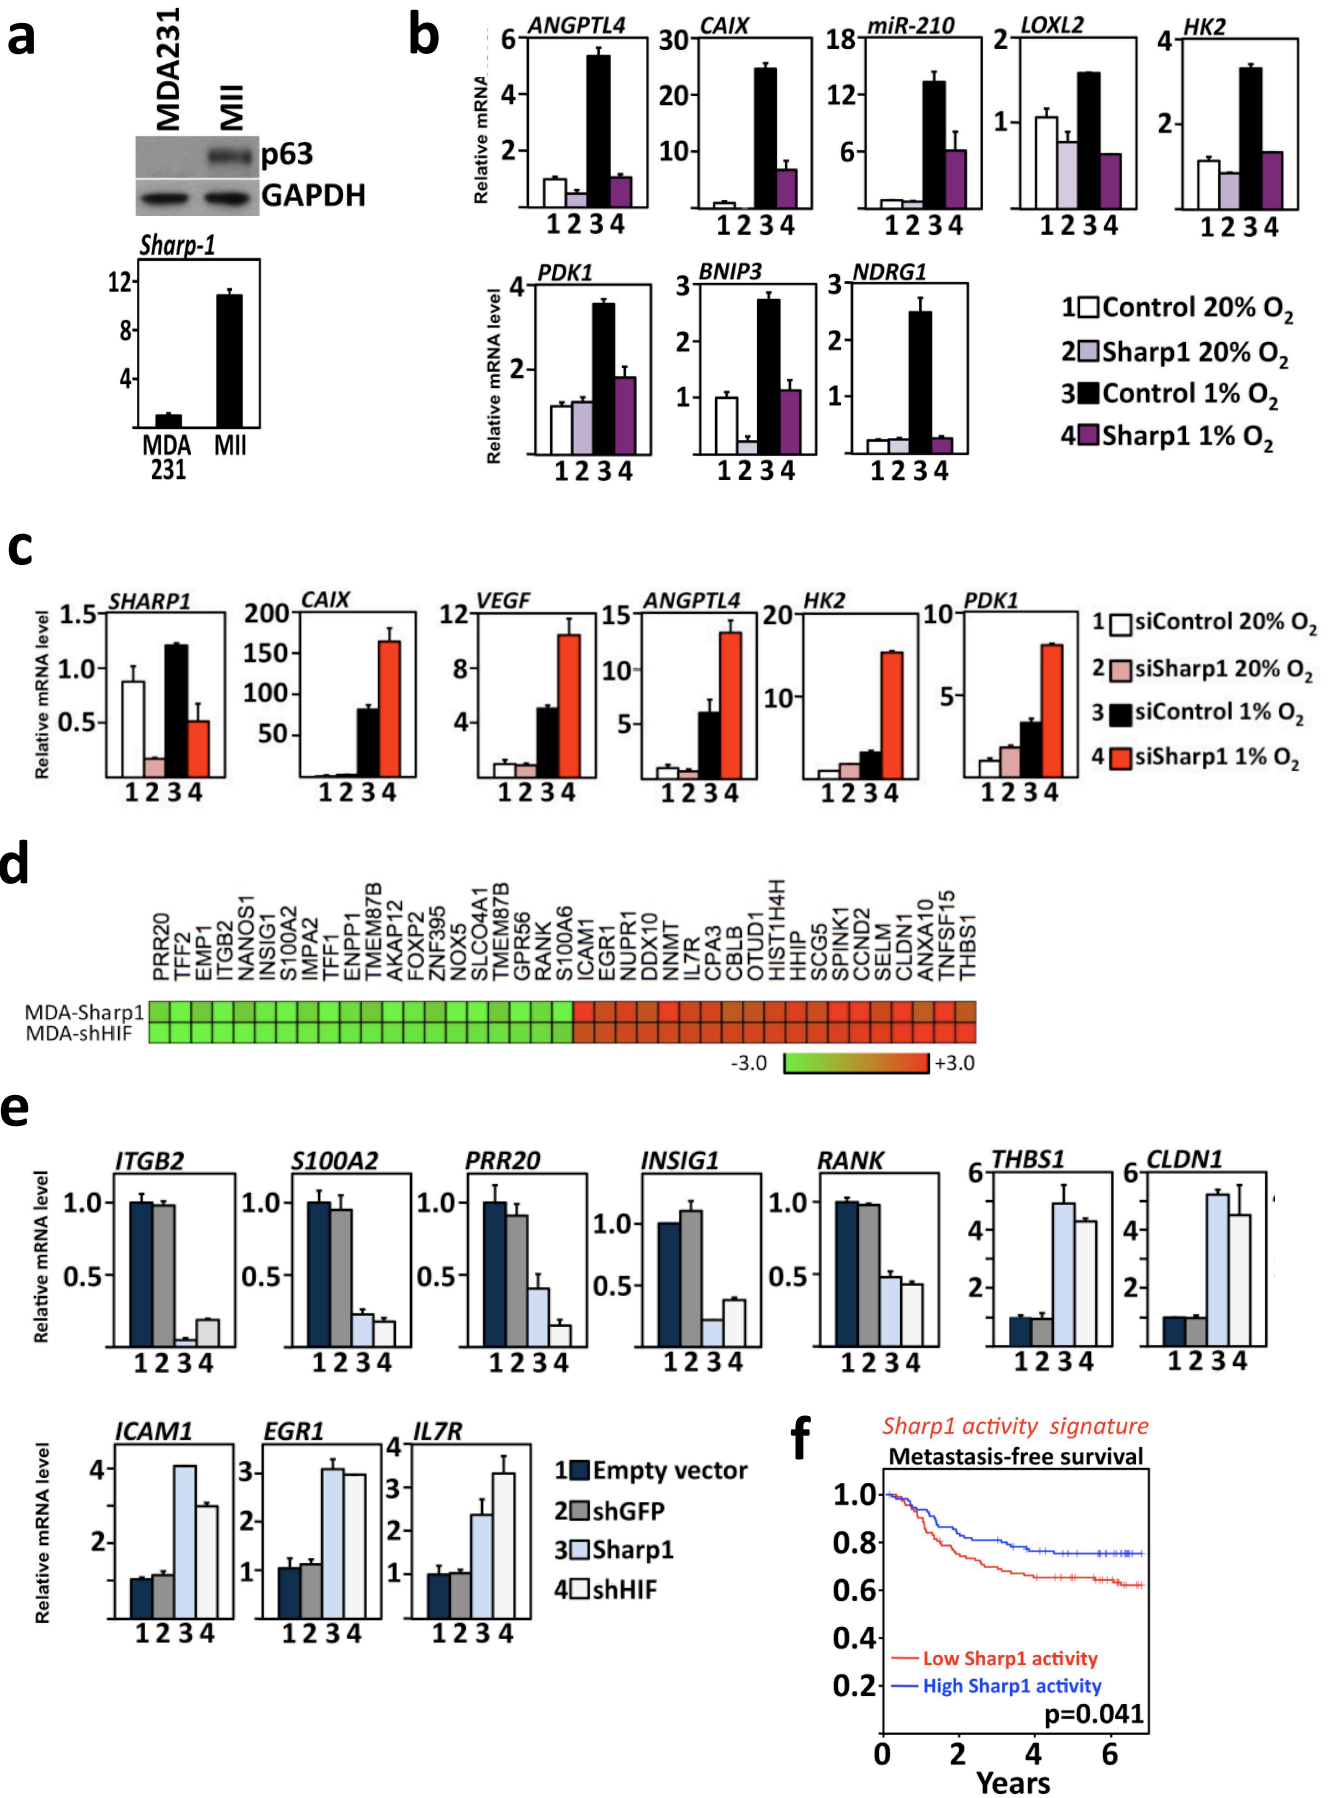 a
MDA231
MII
p63
GAPDH
Sharp-1
12
8
4
MDA
231
MII
b
ANGPTL4
CAIX
miR-210
LOXL2
HK2
Relative mRNA
6
4
2
30
20
10
18
12
6
2
1
4
2
1 2 3 4
1 2 3 4
1 2 3 4
1 2 3 4
1 2 3 4
PDK1
BNIP3
NDRG1
Relative mRNA level
4
2
3
2
1
3
2
1
1 2 3 4
1 2 3 4
1 2 3 4
1 Control 20% O2
2 Sharp1 20% O2
3 Control 1% O2
4 Sharp1 1% O2
c
SHARP1
CAIX
VEGF
ANGPTL4
HK2
PDK1
Relative mRNA level
1.5
1.0
0.5
200
150
100
50
12
8
4
15
10
5
20
10
10
5
1 2 3 4
1 2 3 4
1 2 3 4
1 2 3 4
1 2 3 4
1 2 3 4
1 siControl 20% O2
2 siSharp1 20% O2
3 siControl 1% O2
4 siSharp1 1% O2
d
PRR20
TFF2
EMP1
ITGB2
NANOS1
INSIG1
S100A2
IMPA2
TFF1
ENPP1
TMEM87B
AKAP12
FOXP2
ZNF395
NOX5
SLCO4A1
TMEM87B
GPR56
RANK
S100A6
ICAM1
EGR1
NUPR1
DDX10
NNMT
IL7R
CPA3
CBLB
OTUD1
HIST1H4H
HHIP
SCG5
SPINK1
CCND2
SELM
CLDN1
ANXA10
TNFSF15
THBS1
MDA-Sharp1
MDA-shHIF
-3.0
+3.0
e
ITGB2
S100A2
PRR20
INSIG1
RANK
THBS1
CLDN1
Relative mRNA level
1.0
0.5
1.0
0.5
1.0
0.5
1.0
0.5
1.0
0.5
6
4
2
6
4
2
1 2 3 4
1 2 3 4
1 2 3 4
1 2 3 4
1 2 3 4
1 2 3 4
1 2 3 4
ICAM1
EGR1
IL7R
Relative mRNA level
4
2
3
2
1
4
3
2
1
1 2 3 4
1 2 3 4
1 2 3 4
1 Empty vector
2 shGFP
3 Sharp1
4 shHIF
f
Sharp1 activity signature
Metastasis-free survival
1.0
0.8
0.6
0.4
0.2
Low Sharp1 activity
High Sharp1 activity
p=0.041
0 2 4 6
Years